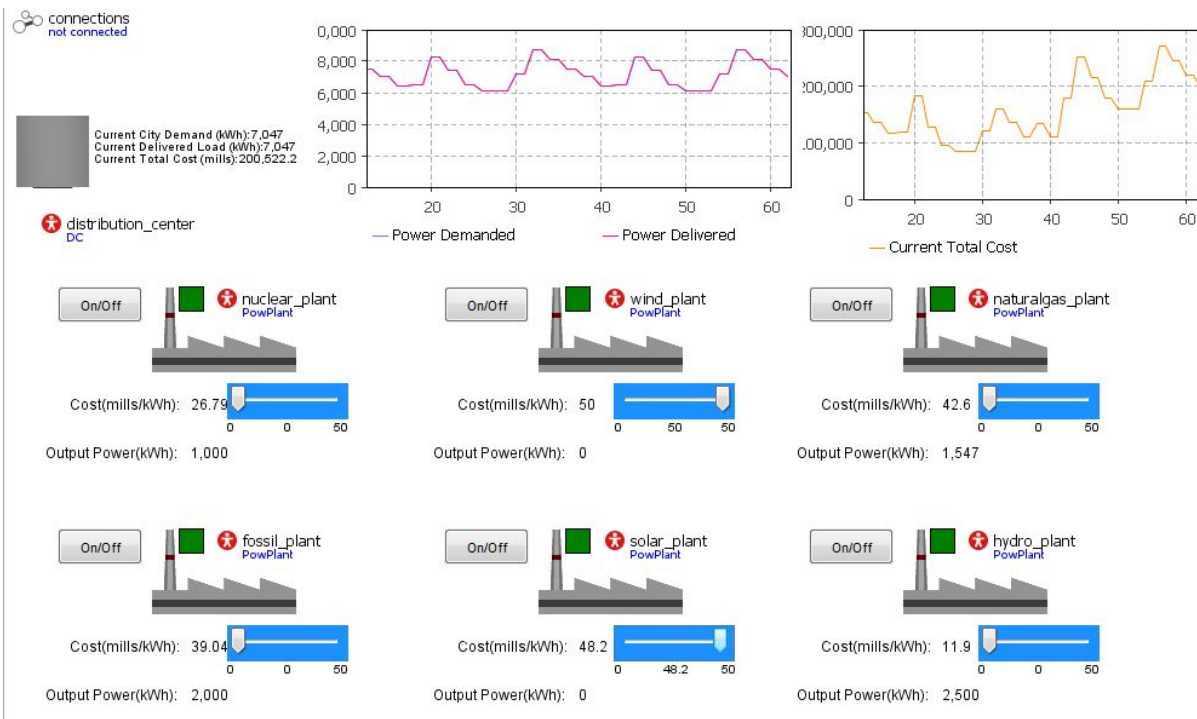 connections
not connected
Current City Demand (kWh):7,047
Current Delivered Load (kWh):7,047
Current Total Cost (mills):200,522.2
distribution_center
DC
0,000
8,000
6,000
4,000
2,000
0
20 30 40 50 60
Power Demanded Power Delivered
300,000
200,000
100,000
0
20 30 40 50 60
Current Total Cost
On/Off nuclear_plant
PowPlant
Cost(mills/kWh): 26.79
0 0 50
Output Power(kWh): 1,000
On/Off wind_plant
PowPlant
Cost(mills/kWh): 50
0 50 50
Output Power(kWh): 0
On/Off naturalgas_plant
PowPlant
Cost(mills/kWh): 42.6
0 0 50
Output Power(kWh): 1,547
On/Off fossil_plant
PowPlant
Cost(mills/kWh): 39.04
0 0 50
Output Power(kWh): 2,000
On/Off solar_plant
PowPlant
Cost(mills/kWh): 48.2
0 48.2 50
Output Power(kWh): 0
On/Off hydro_plant
PowPlant
Cost(mills/kWh): 11.9
0 0 50
Output Power(kWh): 2,500